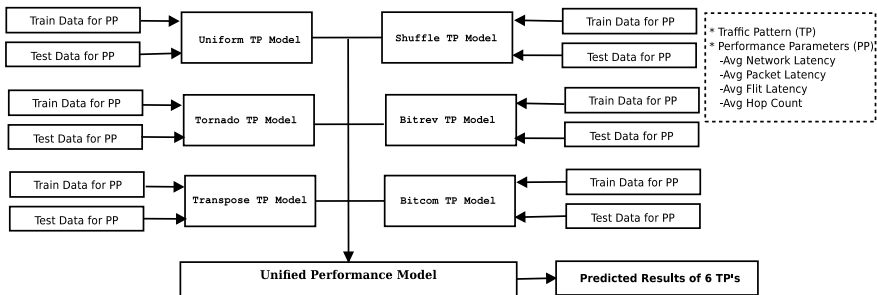 Train Data for PP
Test Data for PP
Uniform TP Model
Shuffle TP Model
Train Data for PP
Test Data for PP
* Traffic Pattern (TP)
* Performance Parameters (PP)
-Avg Network Latency
-Avg Packet Latency
-Avg Flit Latency
-Avg Hop Count
Train Data for PP
Test Data for PP
Tornado TP Model
Bitrev TP Model
Train Data for PP
Test Data for PP
Train Data for PP
Test Data for PP
Transpose TP Model
Bitcom TP Model
Train Data for PP
Test Data for PP
Unified Performance Model
Predicted Results of 6 TP's